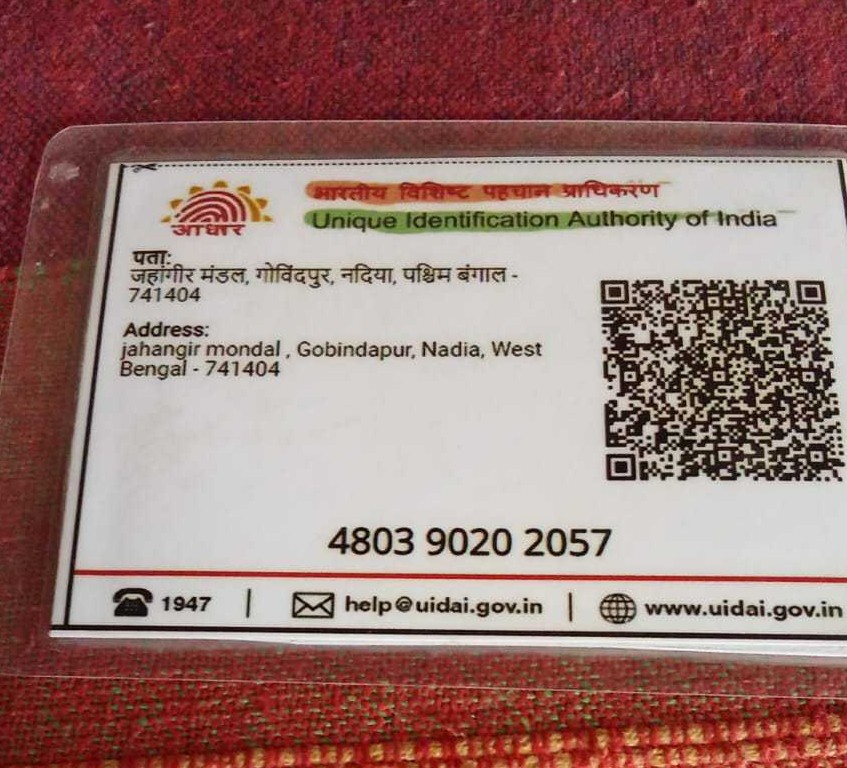 भारतीय विशिष्ट पहचान प्राधिकरण
Unique Identification Authority of India
आधार
पता:
जहांगीर मंडल, गोविंदपुर, नदिया, पश्चिम बंगाल -
741404
Address:
jahangir mondal , Gobindapur, Nadia, West
Bengal - 741404
4803 9020 2057
1947 | help@uidai.gov.in | www.uidai.gov.in